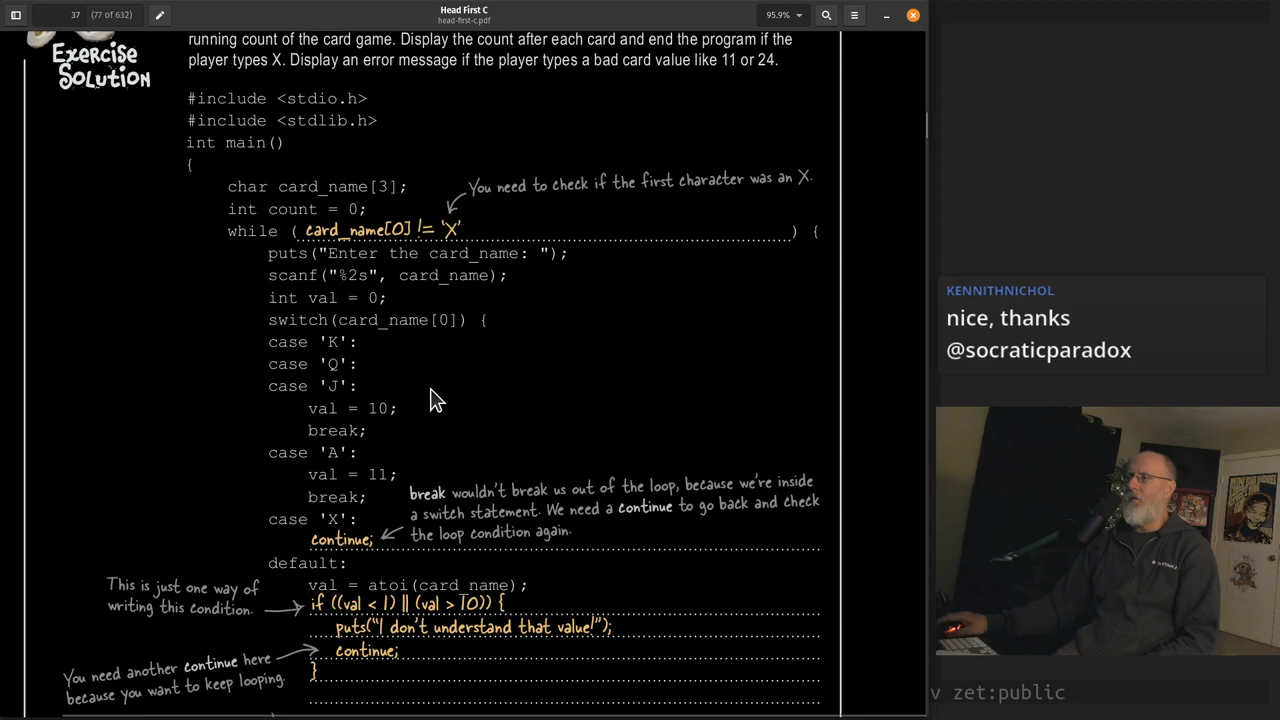 37
(77 of 632)
Head First C
head-first-c.pdf
95.9%
Exercise
Solution
running count of the card game. Display the count after each card and end the program if the
player types X. Display an error message if the player types a bad card value like 11 or 24.
#include <stdio.h>
#include <stdlib.h>
int main()
{
char card_name[3];
You need to check if the first character was an X.
int count = 0;
while ( card_name[0] != 'X' ) {
puts("Enter the card_name: ");
scanf("%2s", card_name);
int val = 0;
switch(card_name[0]) {
case 'K':
case 'Q':
case 'J':
val = 10;
break;
case 'A':
val = 11;
break;
case 'X':
continue;
break wouldn't break us out of the loop, because we're inside
a switch statement. We need a continue to go back and check
the loop condition again.
default:
val = atoi(card_name);
This is just one way of
writing this condition.
if ((val < 1) || (val > 10)) {
puts("I don't understand that value!");
continue;
}
You need another continue here
because you want to keep looping.
KENNITHNICHOL
nice, thanks
@socraticparadox
v zet:public